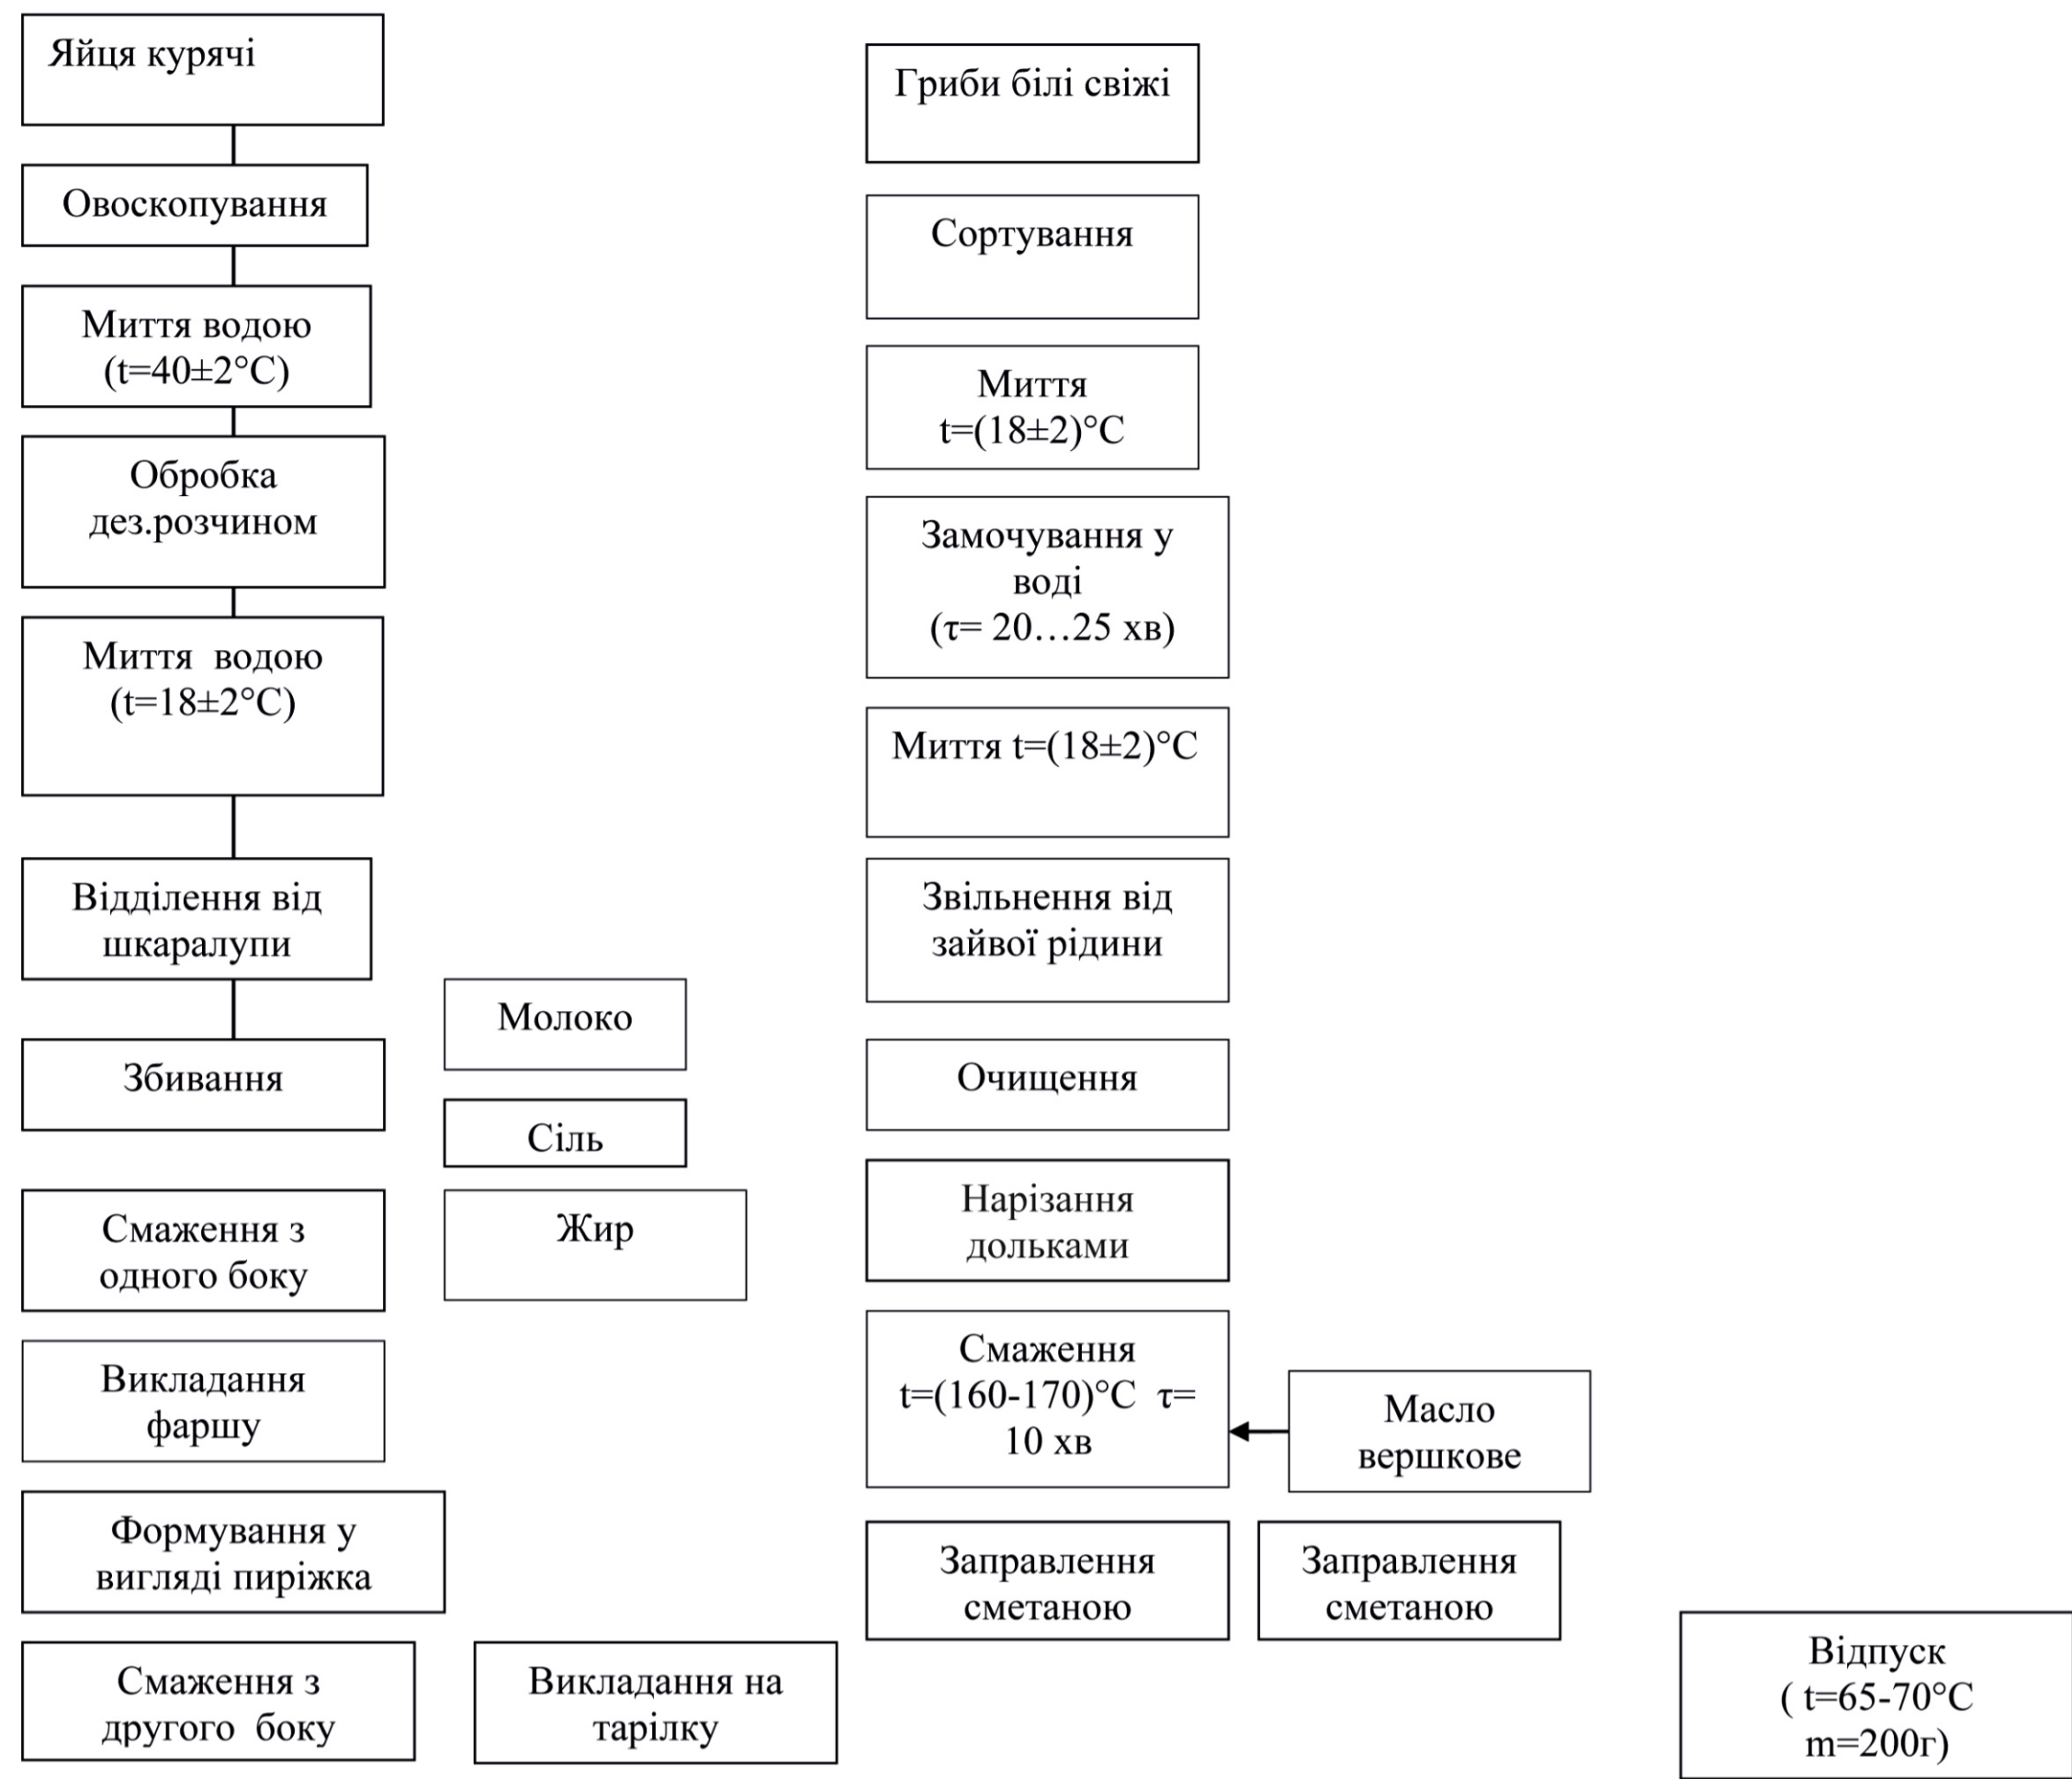 Яйця курячі
Овоскопування
Миття водою
(t=40±2°С)
Обробка
дез.розчином
Миття водою
(t=18±2°С)
Відділення від
шкаралупи
Збивання
Молоко
Сіль
Смаження з
одного боку
Жир
Викладання
фаршу
Формування у
вигляді пиріжка
Смаження з
другого боку
Викладання на
тарілку
Гриби білі свіжі
Сортування
Миття
t=(18±2)°С
Замочування у
воді
(τ= 20…25 хв)
Миття t=(18±2)°С
Звільнення від
зайвої рідини
Очищення
Нарізання
дольками
Смаження
t=(160-170)°С τ=
10 хв
Масло
вершкове
Заправлення
сметаною
Заправлення
сметаною
Відпуск
( t=65-70°С
m=200г)